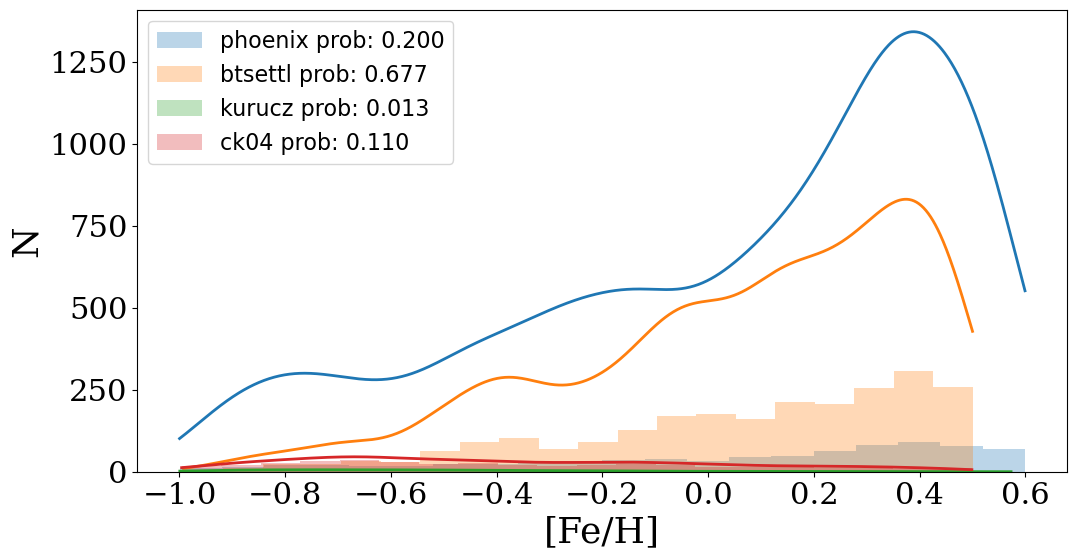 phoenix prob: 0.200
btsettl prob: 0.677
kurucz prob: 0.013
ck04 prob: 0.110
N
1250
1000
750
500
250
0
−1.0 −0.8 −0.6 −0.4 −0.2 0.0 0.2 0.4 0.6
[Fe/H]